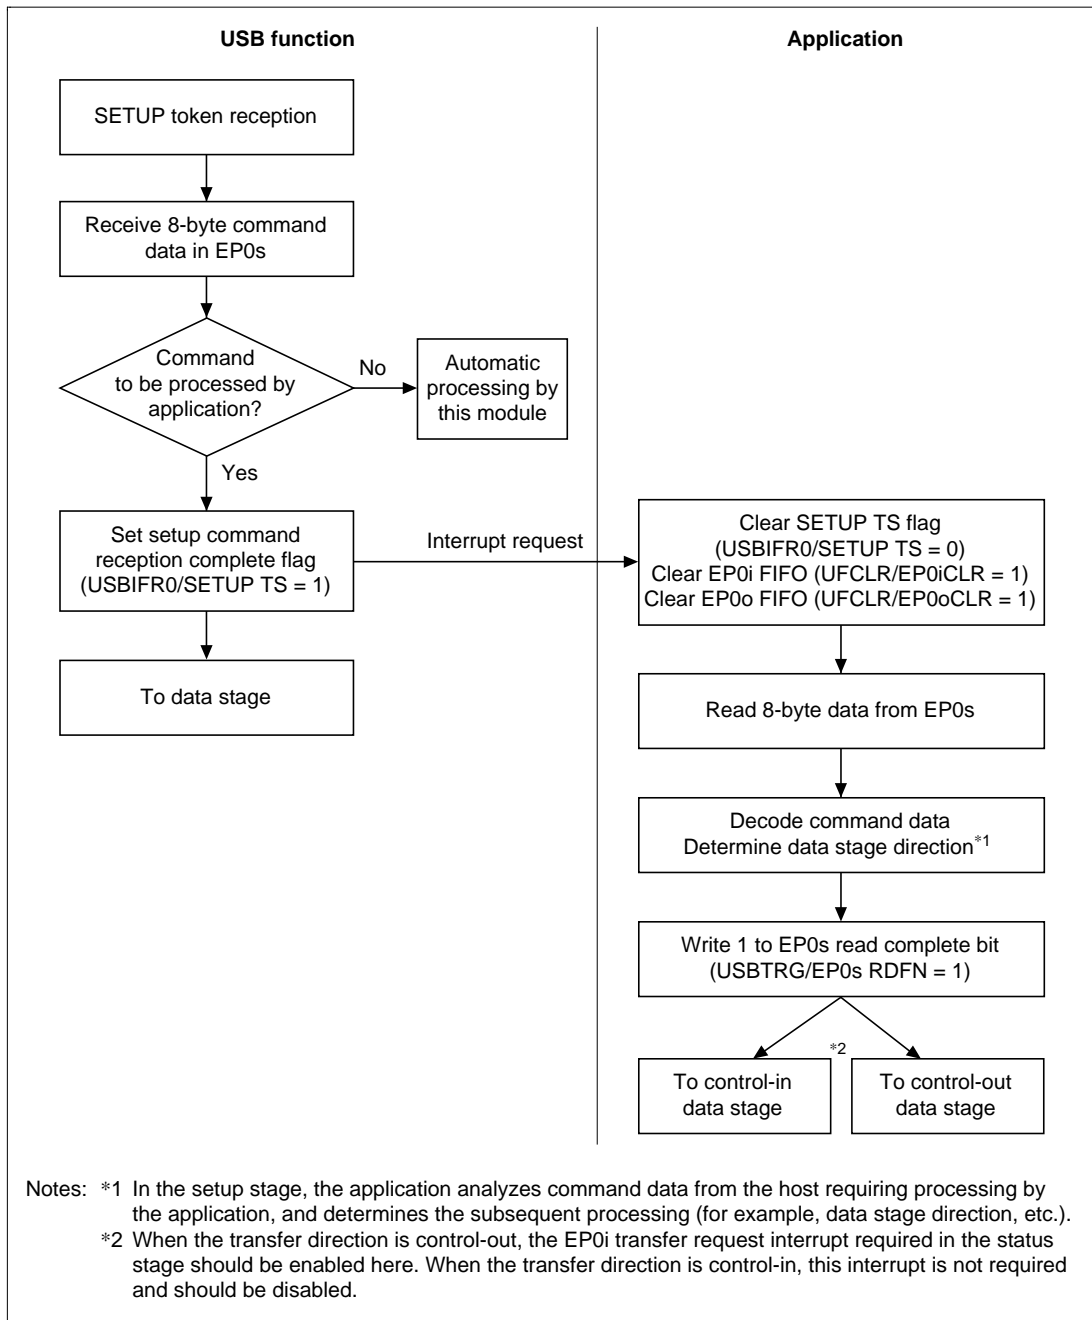 USB function
Application
SETUP token reception
Receive 8-byte command
data in EP0s
Command
to be processed by
application?
No
Automatic
processing by
this module
Yes
Set setup command
reception complete flag
(USBIFR0/SETUP TS = 1)
Interrupt request
To data stage
Clear SETUP TS flag
(USBIFR0/SETUP TS = 0)
Clear EP0i FIFO (UFCLR/EP0iCLR = 1)
Clear EP0o FIFO (UFCLR/EP0oCLR = 1)
Read 8-byte data from EP0s
Decode command data
Determine data stage direction*1
Write 1 to EP0s read complete bit
(USBTRG/EP0s RDFN = 1)
*2
To control-in
data stage
To control-out
data stage
Notes: *1 In the setup stage, the application analyzes command data from the host requiring processing by
the application, and determines the subsequent processing (for example, data stage direction, etc.).
*2 When the transfer direction is control-out, the EP0i transfer request interrupt required in the status
stage should be enabled here. When the transfer direction is control-in, this interrupt is not required
and should be disabled.